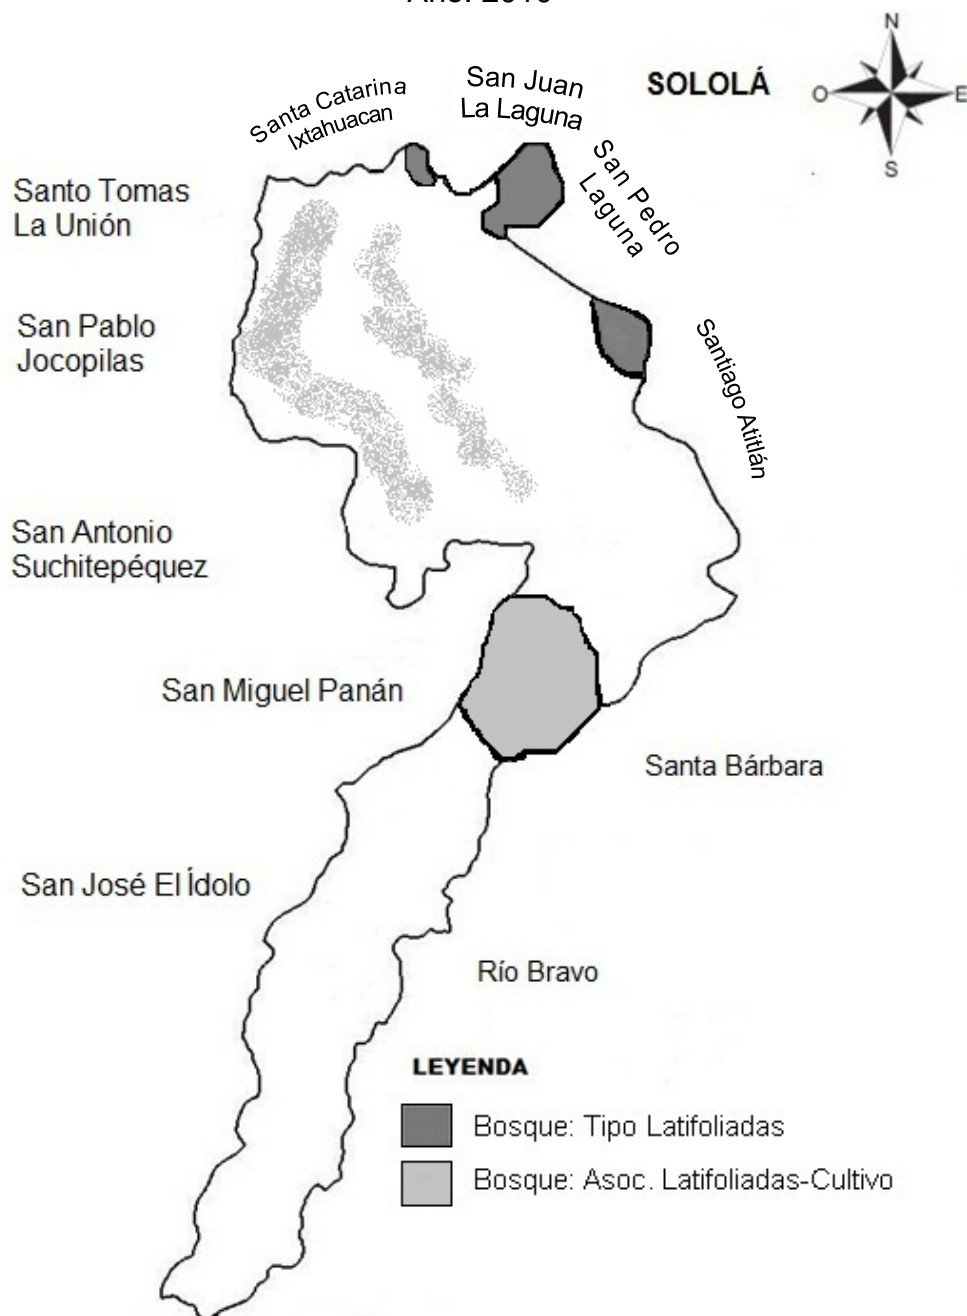 N
O
E
S
SOLOLÁ
Santa Catarina
Ixtahuacan
San Juan
La Laguna
San Pedro
Laguna
Santo Tomas
La Unión
San Pablo
Jocopilas
Santiago Atitlán
San Antonio
Suchitepéquez
San Miguel Panán
Santa Bárbara
San José El Ídolo
Río Bravo
LEYENDA
Bosque: Tipo Latifoliadas
Bosque: Asoc. Latifoliadas-Cultivo